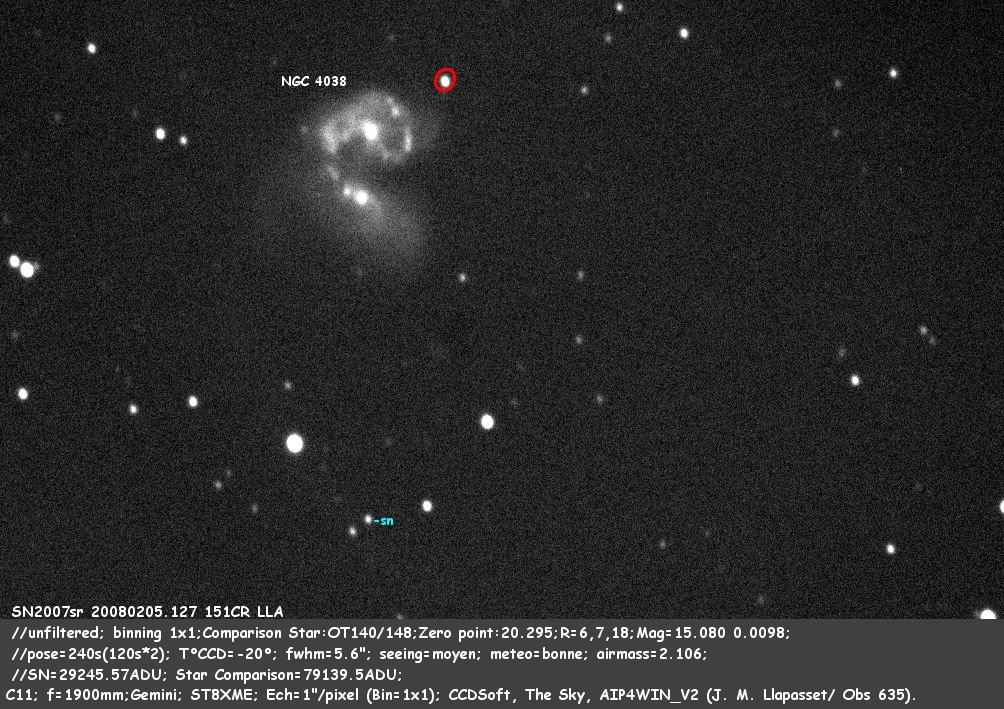 NGC 4038
-sn
SN2007sr 20080205.127 151CR LLA
//unfiltered; binning 1x1;Comparison Star:OT140/148;Zero point:20.295;R=6,7,18;Mag=15.080 0.0098;
//pose=240s(120s*2); T°CCD=-20°; fwhm=5.6"; seeing=moyen; meteo=bonne; airmass=2.106;
//SN=29245.57ADU; Star Comparison=79139.5ADU;
C11; f=1900mm;Gemini; ST8XME; Ech=1"/pixel (Bin=1x1); CCDSoft, The Sky, AIP4WIN_V2 (J. M. Llapasset/ Obs 635).